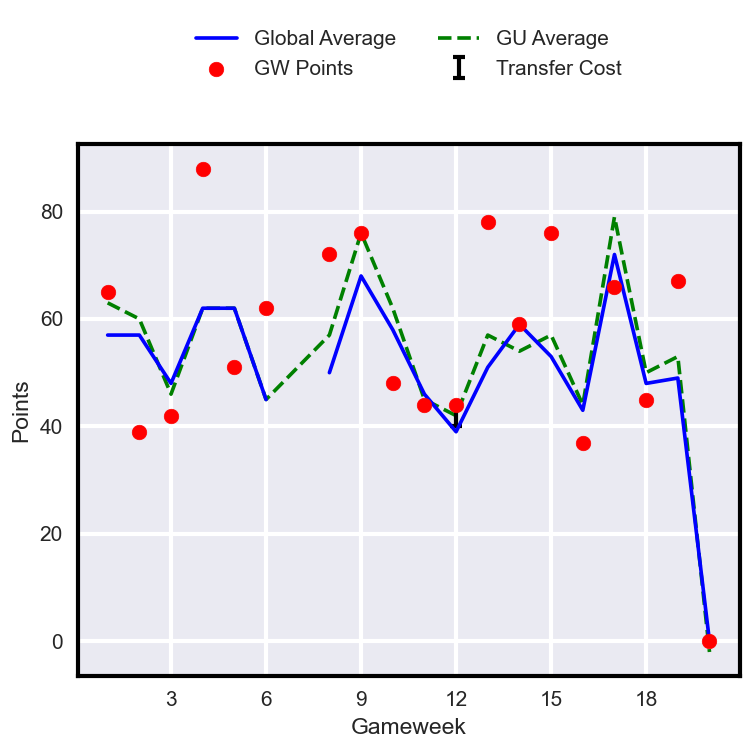 Global Average
GU Average
GW Points
Transfer Cost
80
60
40
20
0
Points
3 6 9 12 15 18
Gameweek